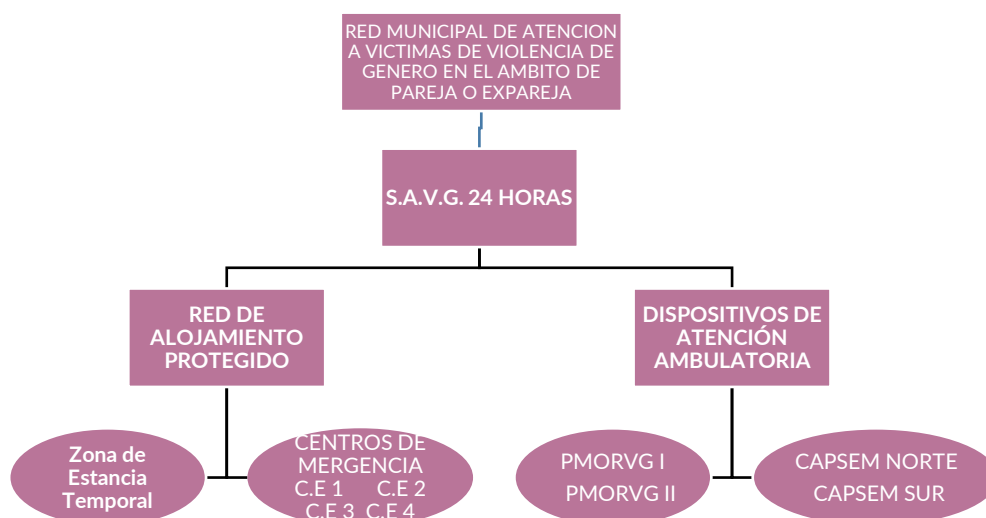 RED MUNICIPAL DE ATENCION
A VICTIMAS DE VIOLENCIA DE
GENERO EN EL AMBITO DE
PAREJA O EXPAREJA
S.A.V.G. 24 HORAS
RED DE
ALOJAMIENTO
PROTEGIDO
DISPOSITIVOS DE
ATENCIÓN
AMBULATORIA
Zona de
Estancia
Temporal
CENTROS DE
MERGENCIA
C.E 1 C.E 2
C.E 3 C.E 4
PMORVG I
PMORVG II
CAPSEM NORTE
CAPSEM SUR